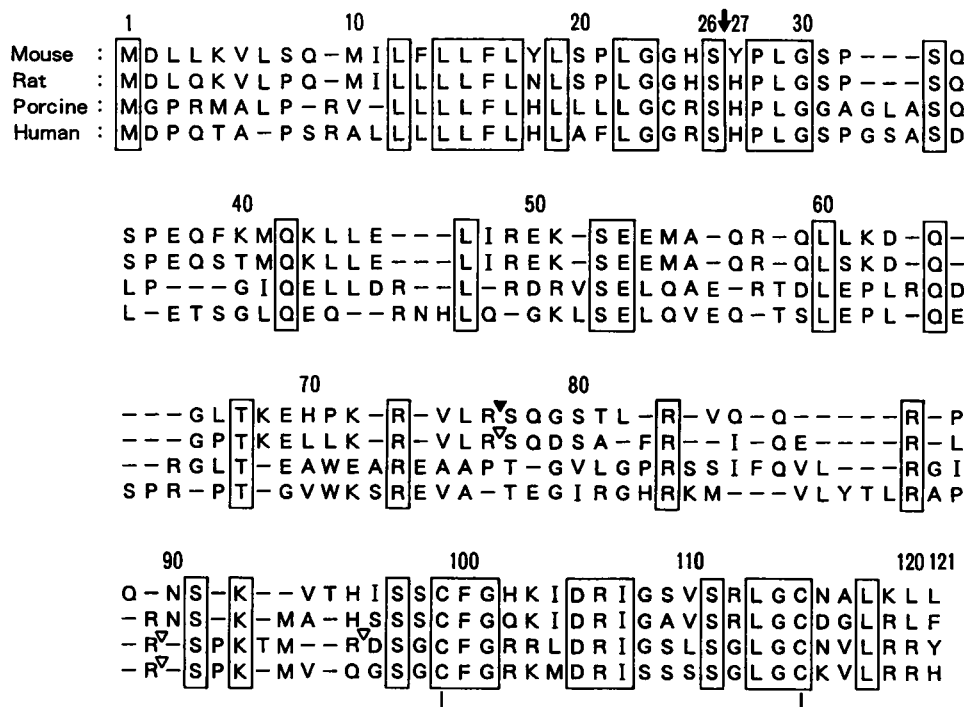 1 10 20 26 27 30
Mouse : M D L L K V L S Q – M I L F L L F L Y L S P L G G H S Y P L G S P – – – S Q
Rat : M D L Q K V L P Q – M I L L L L F L N L S P L G G H S H P L G S P – – – S Q
Porcine : M G P R M A L P – R V – L L L L F L H L L L L G C R S H P L G G A G L A S Q
Human : M D P Q T A – P S R A L L L L L F L H L A F L G G R S H P L G S P G S A S D
40 50 60
S P E Q F K M Q K L L E – – – L I R E K – S E E M A – Q R – Q L L K D – Q –
S P E Q S T M Q K L L E – – – L I R E K – S E E M A – Q R – Q L S K D – Q –
L P – – – G I Q E L L D R – – L – R D R V S E L Q A E – R T D L E P L R Q D
L – E T S G L Q E Q – – R N H L Q – G K L S E L Q V E Q – T S L E P L – Q E
70 80
– – – G L T K E H P K – R – V L R S Q G S T L – R – V Q – Q – – – – R – P
– – – G P T K E L L K – R – V L R S Q D S A – F R – – I – Q E – – – R – L
– – R G L T – E A W E A R E A A P T – G V L G P R S S I F Q V L – – – R G I
S P R – P T – G V W K S R E V A – T E G I R G H R K M – – – V L Y T L R A P
90 100 110 120 121
Q – N S – K – – V T H I S S C F G H K I D R I G S V S R L G C N A L K L L
– R N S – K – M A – H S S S C F G Q K I D R I G A V S R L G C D G L R L F
– R – S P K T M – – R D S G C F G R R L D R I G S L S G L G C N V L R R Y
– R – S P K – M V – Q G S G C F G R K M D R I S S S S G L G C K V L R R H